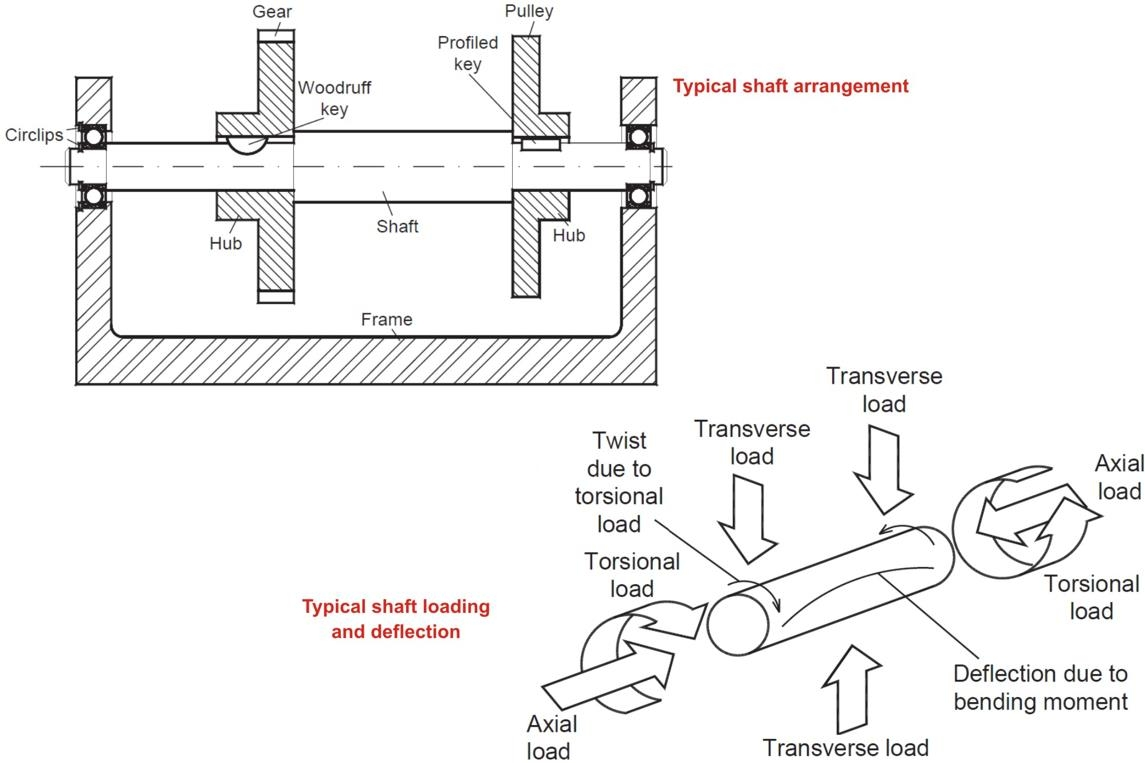 Gear
Pulley
Profiled
key
Woodruff
key
Typical shaft arrangement
Circlips
Shaft
Hub
Hub
Frame
Transverse
load
Transverse
load
Twist
due to
torsional
load
Axial
load
Torsional
load
Torsional
load
Typical shaft loading
and deflection
Deflection due to
bending moment
Axial
load
Transverse load